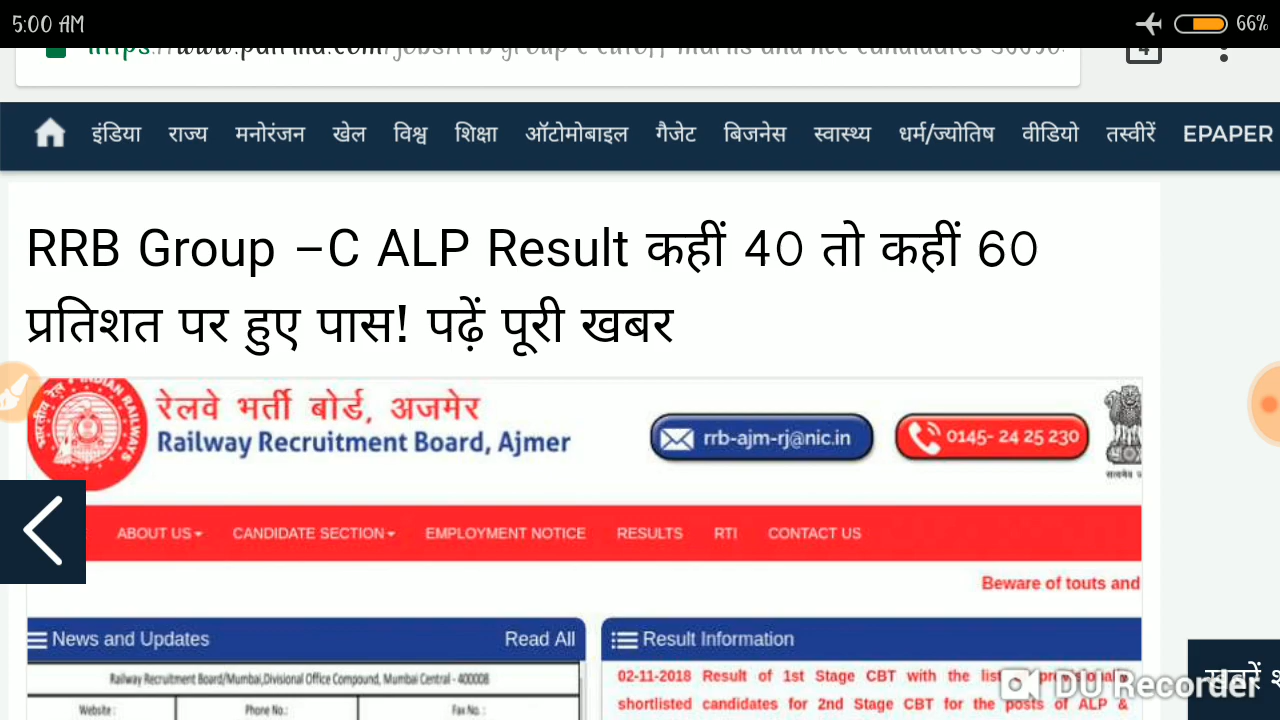 5:00 AM 66%
4
इंडिया राज्य मनोरंजन खेल विश्व शिक्षा ऑटोमोबाइल गैजेट बिजनेस स्वास्थ्य धर्म/ज्योतिष वीडियो तस्वीरें EPAPER
RRB Group –C ALP Result कहीं 40 तो कहीं 60
प्रतिशत पर हुए पास! पढ़ें पूरी खबर
भारतीय रेल INDIAN RAILWAYS
रेलवे भर्ती बोर्ड, अजमेर
Railway Recruitment Board, Ajmer
rrb-ajm-rj@nic.in 0145- 24 25 230
ABOUT US CANDIDATE SECTION EMPLOYMENT NOTICE RESULTS RTI CONTACT US
Beware of touts and
News and Updates Read All Result Information
Railway Recruitment Board/Mumbai,Divisional Office Compound, Mumbai Central - 400008
Website : Phone No.: Fax No. :
02-11-2018 Result of 1st Stage CBT with the list
shortlisted candidates for 2nd Stage CBT for the posts of ALP &
खबरें
DU Recorder